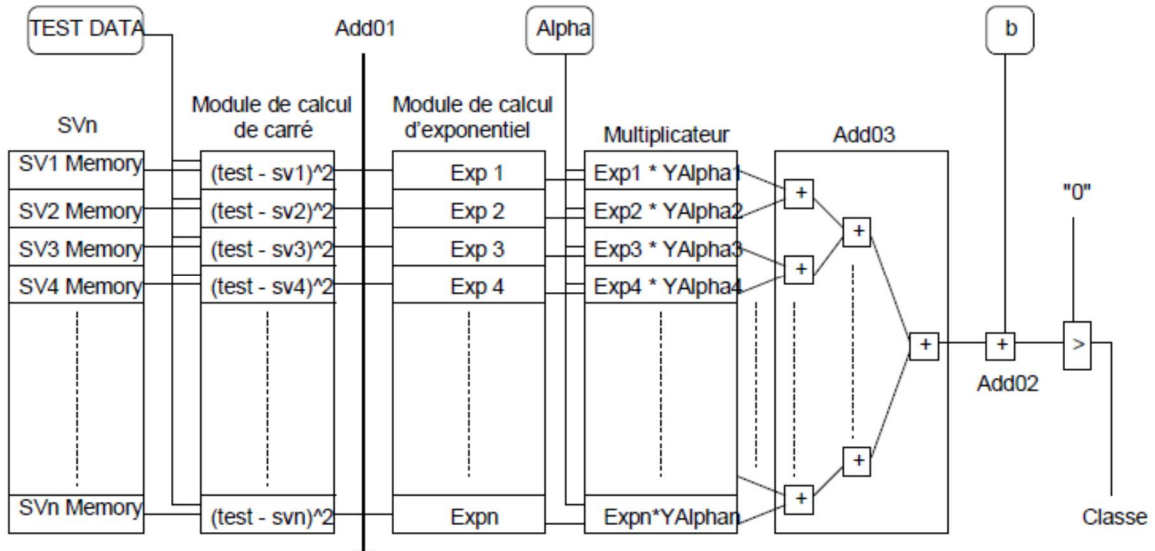 TEST DATA
Add01
Alpha
b
SVn
Module de calcul
de carré
Module de calcul
d'exponentiel
Multiplicateur
Add03
SV1 Memory
(test - sv1)^2
Exp 1
Exp1 * YAlpha1
+
"0"
SV2 Memory
(test - sv2)^2
Exp 2
Exp2 * YAlpha2
+
SV3 Memory
(test - sv3)^2
Exp 3
Exp3 * YAlpha3
+
SV4 Memory
(test - sv4)^2
Exp 4
Exp4 * YAlpha4
+
+
>
Add02
+
SVn Memory
(test - svn)^2
Expn
Expn*YAlphan
+
Classe